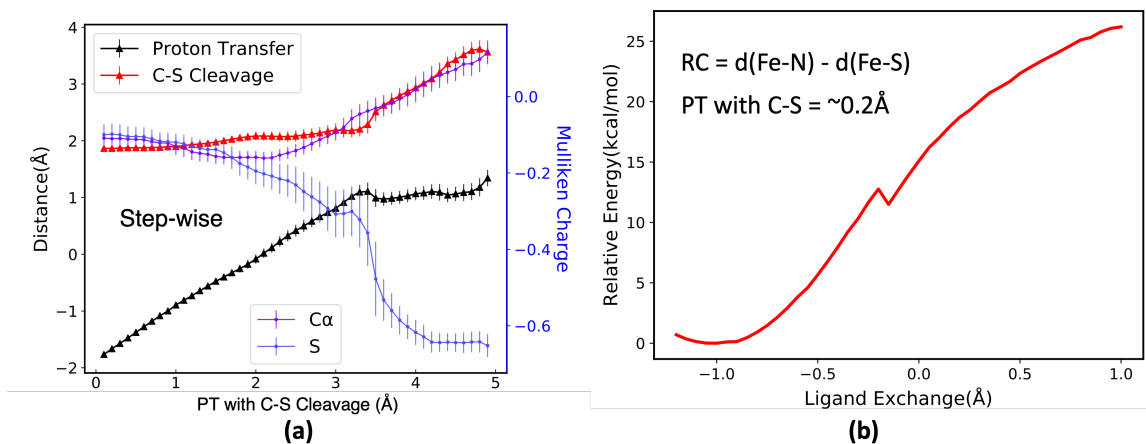 4
3
2
1
0
−1
−2
Distance(Å)
Proton Transfer
C-S Cleavage
Step-wise
Cα
S
0.0
−0.2
−0.4
−0.6
Mulliken Charge
0 1 2 3 4 5
PT with C-S Cleavage (Å)
(a)
25
20
15
10
5
0
Relative Energy(kcal/mol)
RC = d(Fe-N) - d(Fe-S)
PT with C-S = ~0.2Å
−1.0 −0.5 0.0 0.5 1.0
Ligand Exchange(Å)
(b)